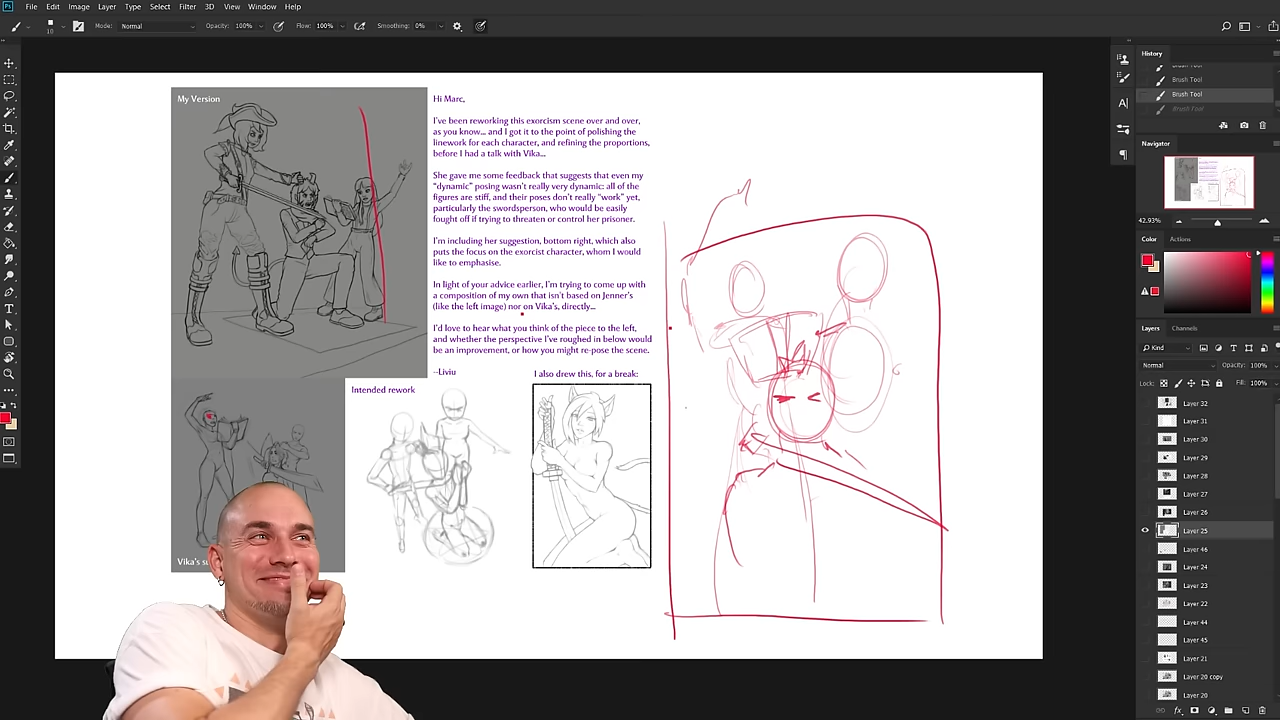 File Edit Image Layer Type Select Filter 3D View Window Help
10 Mode: Normal Opacity: 100% Flow: 100% Smoothing: 0%
My Version
Hi Marc,
I've been reworking this exorcism scene over and over,
as you know... and I got it to the point of polishing the
linework for each character, and refining the proportions,
before I had a talk with Vika...
She gave me some feedback that suggests that even my
"dynamic" posing wasn't really very dynamic: all of the
figures are stiff, and their poses don't really "work" yet,
particularly the swordsperson, who would be easily
fought off if trying to threaten or control her prisoner.
I'm including her suggestion, bottom right, which also
puts the focus on the exorcist character, whom I would
like to emphasise.
In light of your advice earlier, I'm trying to come up with
a composition of my own that isn't based on Jenner's
(like the left image) nor on Vika's, directly...
I'd love to hear what you think of the piece to the left,
and whether the perspective I've roughed in below would
be an improvement, or how you might re-pose the scene.
--Liviu
I also drew this, for a break:
Intended rework
Vika's
History
Brush Tool
Brush Tool
Brush Tool
Navigator
42.93%
Color Actions
Layers Channels
Kind
Normal Opacity: 100%
Lock: Fill: 100%
Layer 32
Layer 31
Layer 30
Layer 29
Layer 28
Layer 27
Layer 26
Layer 25
Layer 46
Layer 24
Layer 23
Layer 22
Layer 44
Layer 45
Layer 21
Layer 20 copy
Layer 20